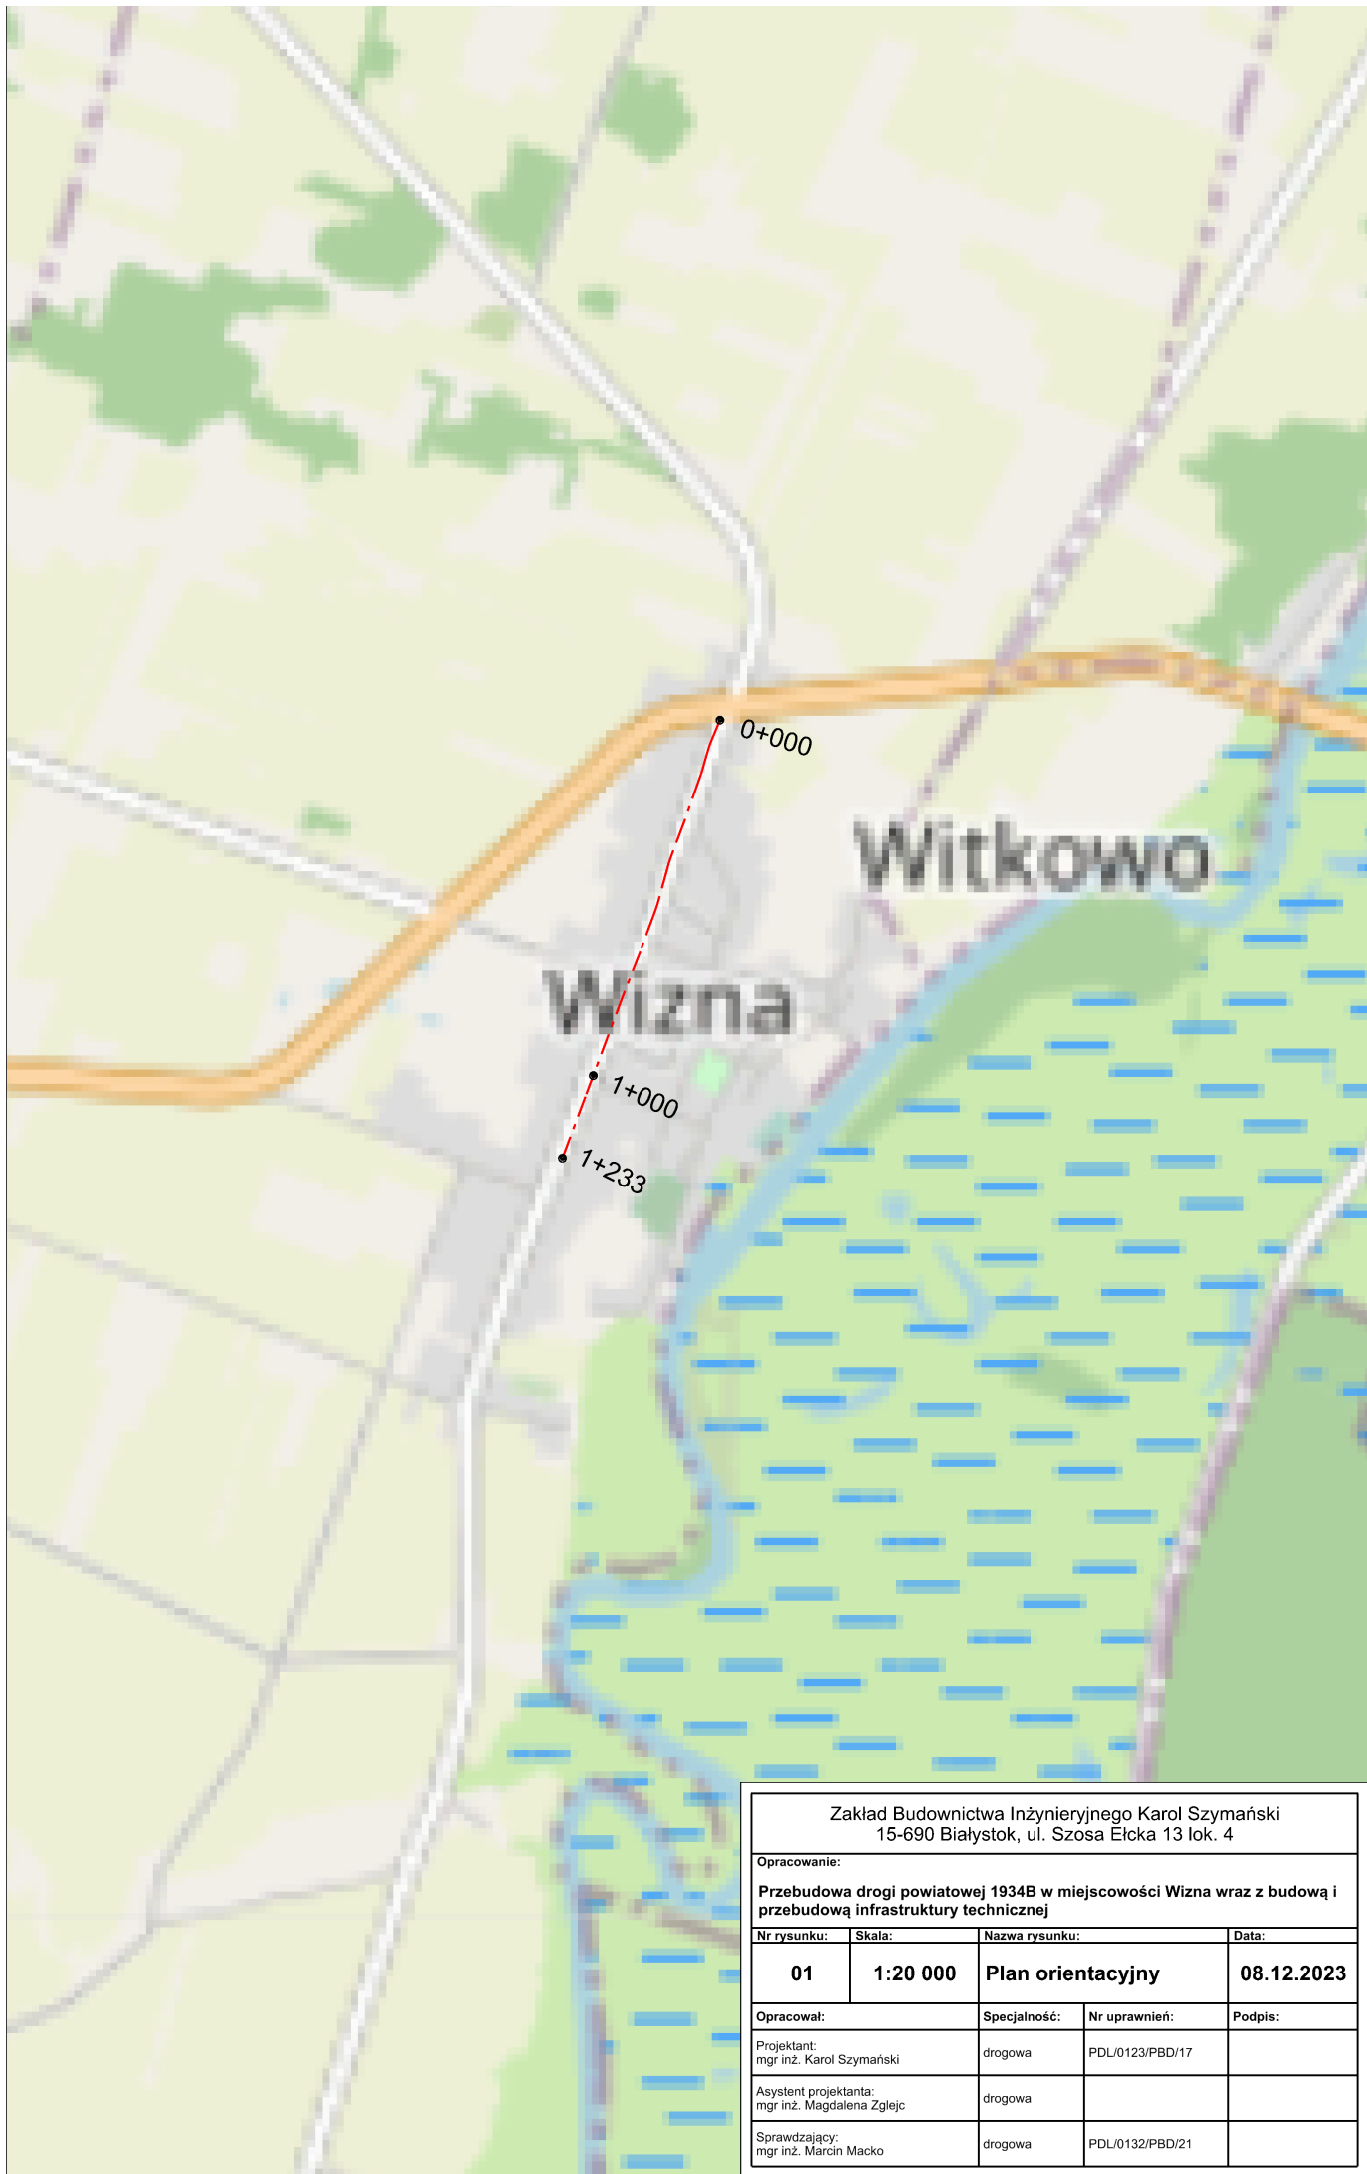 0+000
Witkowo
Wizna
1+000
1+233
Zakład Budownictwa Inżynieryjnego Karol Szymański
15-690 Białystok, ul. Szosa Ełcka 13 lok. 4
Opracowanie:
Przebudowa drogi powiatowej 1934B w miejscowości Wizna wraz z budową i
przebudową infrastruktury technicznej
Nr rysunku: Skala: Nazwa rysunku: Data:
01 1:20 000 Plan orientacyjny 08.12.2023
Opracował: Specjalność: Nr uprawnień: Podpis:
Projektant:
mgr inż. Karol Szymański drogowa PDL/0123/PBD/17
Asystent projektanta:
mgr inż. Magdalena Zglejc drogowa
Sprawdzający:
mgr inż. Marcin Macko drogowa PDL/0132/PBD/21